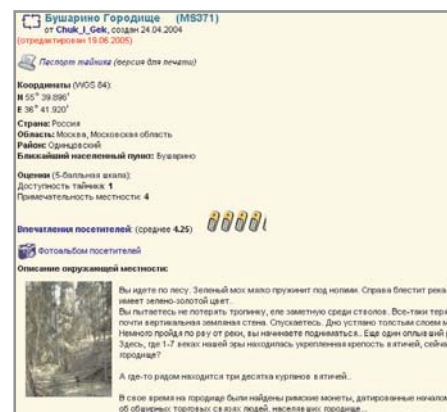 Бушарино Городище (MS371)
от Chuk_I_Gek, создан 24.04.2004
(отредактирован 19.06.2005)
Паспорт тайника (версия для печати)
Координаты (WGS 84):
N 55° 39.896'
E 36° 41.920'
Страна: Россия
Область: Москва, Московская область
Район: Одинцовский
Ближайший населенный пункт: Бушарино
Оценки (5-балльная шкала):
Доступность тайника: 1
Примечательность местности: 4
Впечатления посетителей: (среднее 4.25)
Фотоальбом посетителей
Описание окружающей местности:
Вы идете по лесу. Зеленый мох мягко пружинит под ногами. Справа блестит река
имеет зелено-золотой цвет.
Вы пытаетесь не потерять тропинку, еле заметную среди стволов. Все-таки тер
почти вертикальная земляная стена. Спускаетесь. Дно устлано толстым слоем м
Немного пройдя по рву от реки, вы начинаете подниматься. Еще один оплывший
Здесь, где 1-7 веках нашей эры находилась укрепленная крепость вятичей, сейча
городище?
А где-то рядом находится три десятка курганов вятичей...
В свое время на городище были найдены римские монеты, датированные начало
об обширных торговых связях людей, населявших городище...